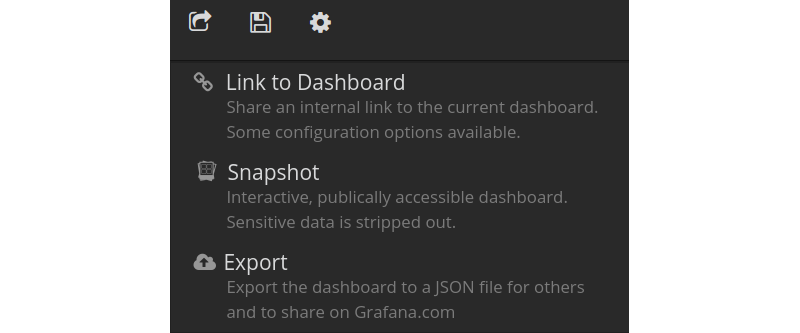 Link to Dashboard
Share an internal link to the current dashboard.
Some configuration options available.
Snapshot
Interactive, publically accessible dashboard.
Sensitive data is stripped out.
Export
Export the dashboard to a JSON file for others
and to share on Grafana.com